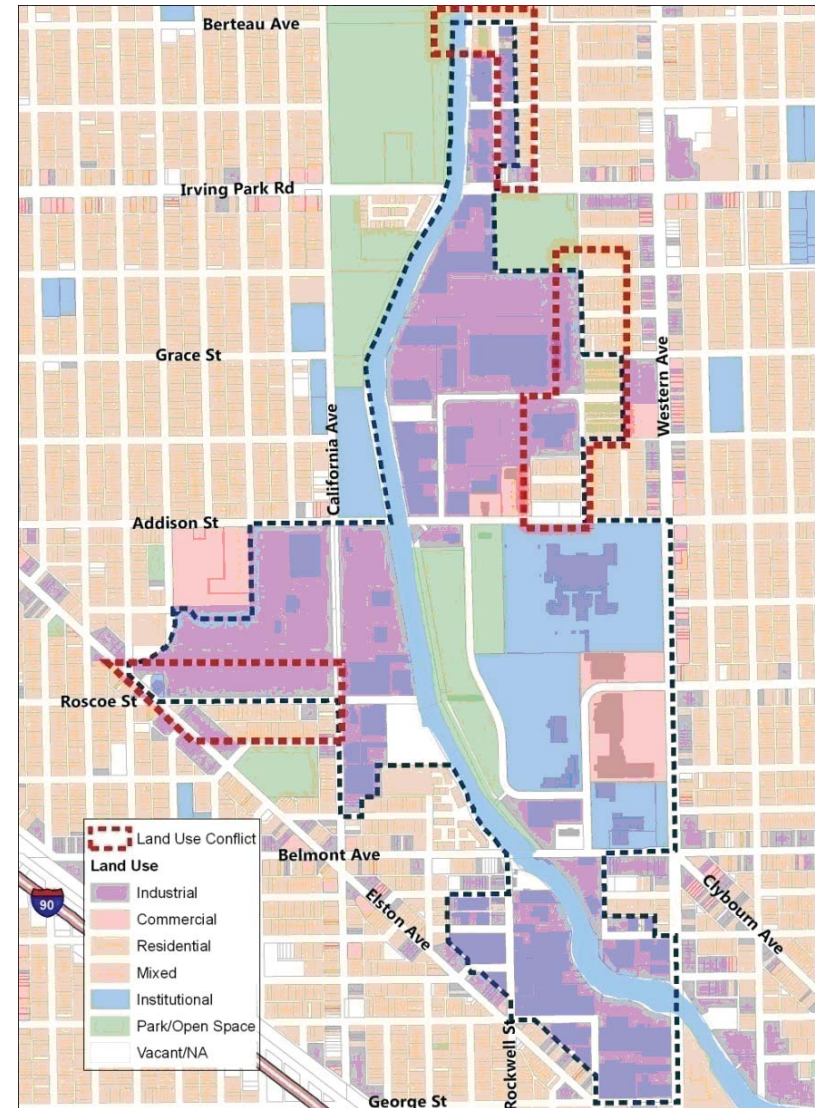 Berteau Ave
Irving Park Rd
Grace St
Western Ave
California Ave
Addison St
Roscoe St
Land Use Conflict
Land Use
Industrial
Commercial
Residential
Mixed
Institutional
Park/Open Space
Vacant/NA
Belmont Ave
Elston Ave
Clybourn Ave
90
Rockwell St
George St